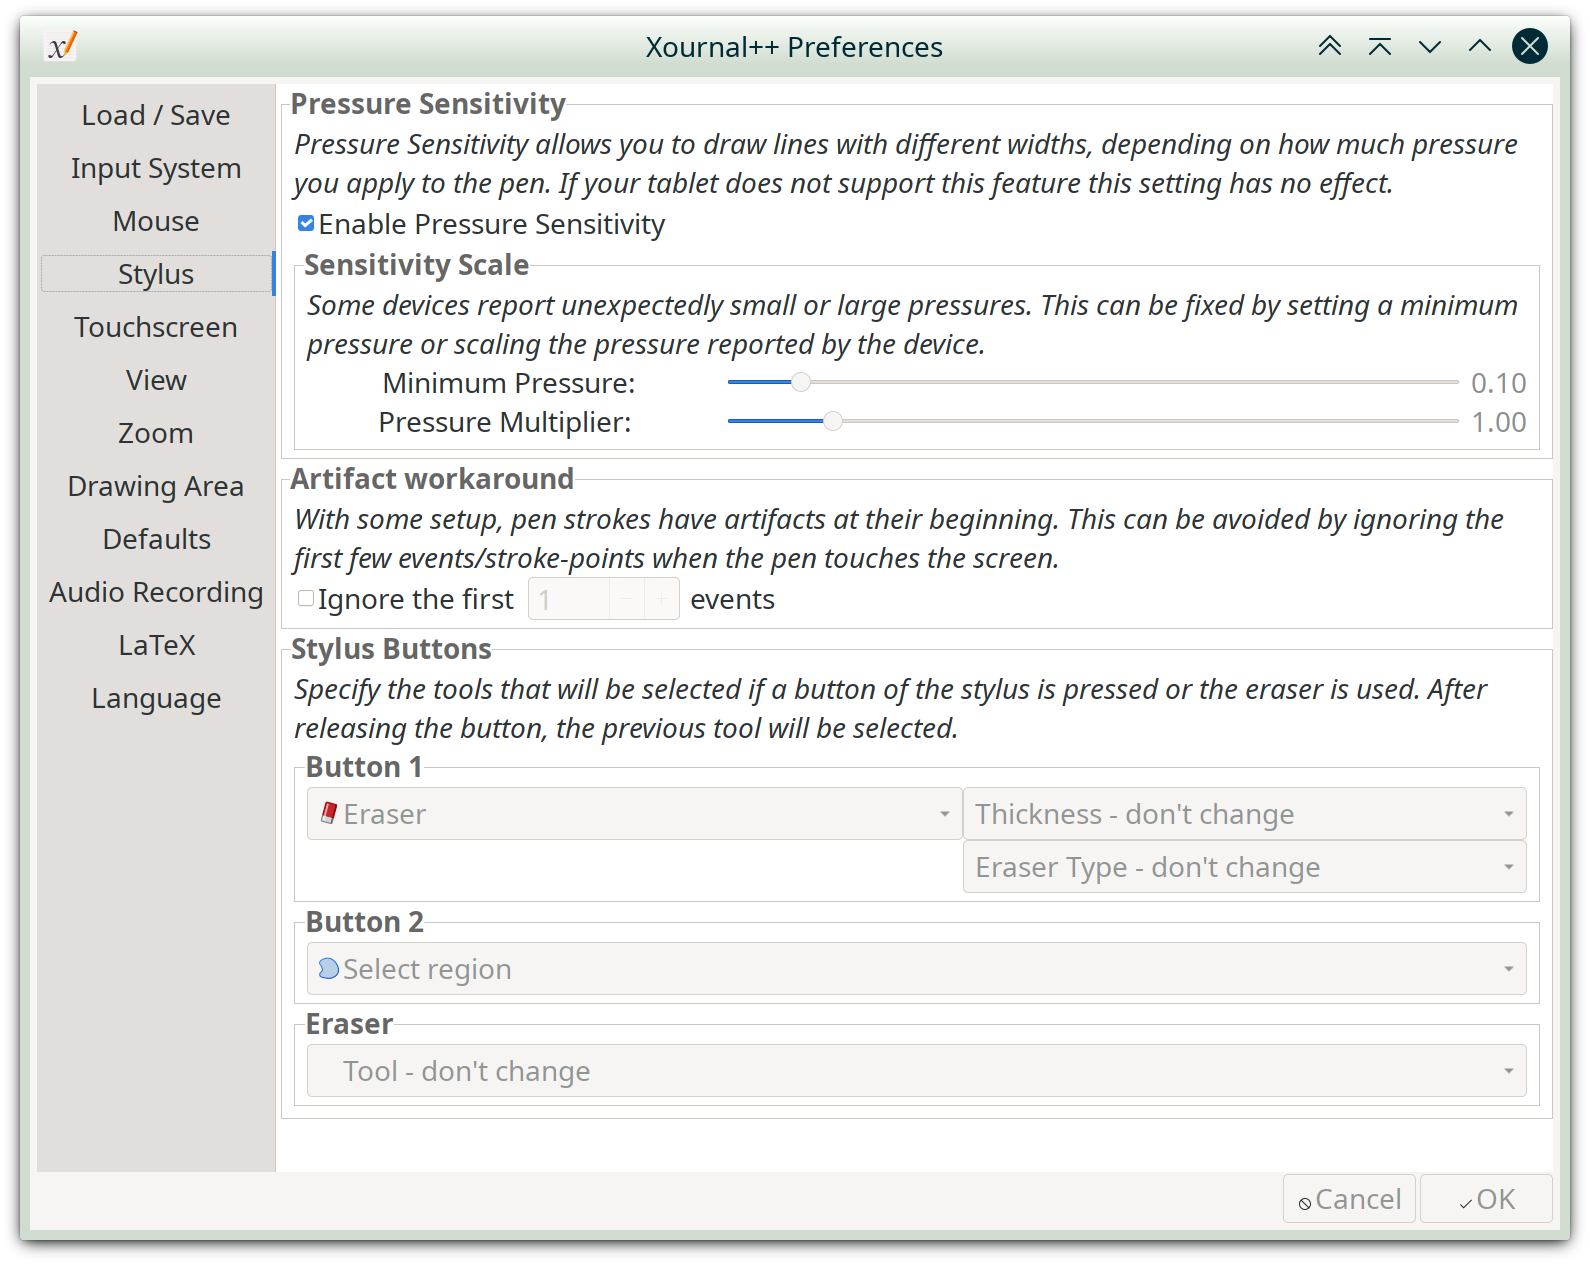 Xournal++ Preferences
Load / Save
Input System
Mouse
Stylus
Touchscreen
View
Zoom
Drawing Area
Defaults
Audio Recording
LaTeX
Language
Pressure Sensitivity
Pressure Sensitivity allows you to draw lines with different widths, depending on how much pressure
you apply to the pen. If your tablet does not support this feature this setting has no effect.
Enable Pressure Sensitivity
Sensitivity Scale
Some devices report unexpectedly small or large pressures. This can be fixed by setting a minimum
pressure or scaling the pressure reported by the device.
Minimum Pressure: 0.10
Pressure Multiplier: 1.00
Artifact workaround
With some setup, pen strokes have artifacts at their beginning. This can be avoided by ignoring the
first few events/stroke-points when the pen touches the screen.
Ignore the first 1 − + events
Stylus Buttons
Specify the tools that will be selected if a button of the stylus is pressed or the eraser is used. After
releasing the button, the previous tool will be selected.
Button 1
Eraser Thickness - don't change
Eraser Type - don't change
Button 2
Select region
Eraser
Tool - don't change
Cancel OK